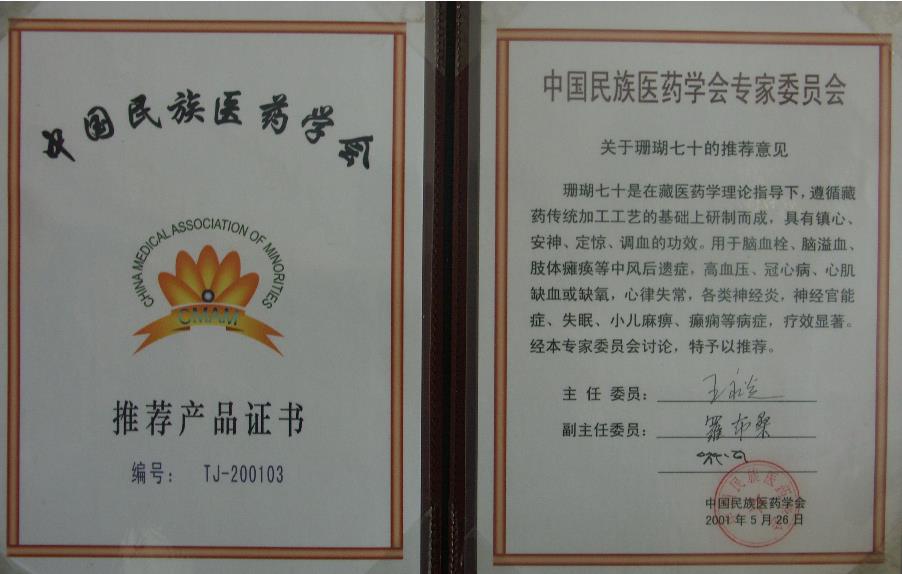 中国民族医药学会
CHINA MEDICAL ASSOCIATION OF MINORITIES
CMAM
推荐产品证书
编号: TJ-200103
中国民族医药学会专家委员会
关于珊瑚七十的推荐意见
珊瑚七十是在藏医药学理论指导下,遵循藏
药传统加工工艺的基础上研制而成,具有镇心、
安神、定惊、调血的功效。用于脑血栓、脑溢血、
肢体瘫痪等中风后遗症,高血压、冠心病、心肌
缺血或缺氧,心律失常,各类神经炎,神经官能
症、失眠、小儿麻痹、癫痫等病症,疗效显著。
经本专家委员会讨论,特予以推荐。
主任委员:
副主任委员: 罗布桑
中国民族医药学会
2001年5月26日